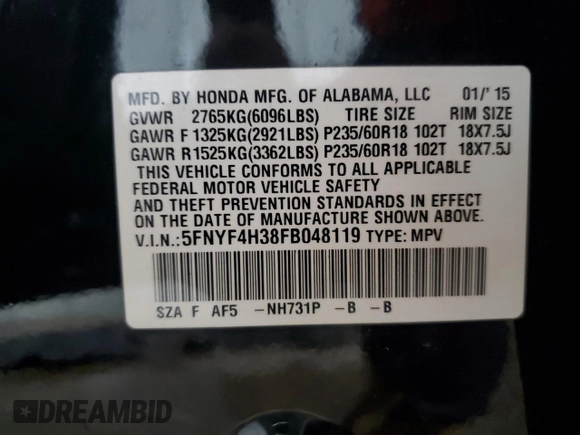 MFD. BY HONDA MFG. OF ALABAMA, LLC 01/'15
GVWR 2765KG(6096LBS) TIRE SIZE RIM SIZE
GAWR F 1325KG(2921LBS) P235/60R18 102T 18X7.5J
GAWR R 1525KG(3362LBS) P235/60R18 102T 18X7.5J
THIS VEHICLE CONFORMS TO ALL APPLICABLE
FEDERAL MOTOR VEHICLE SAFETY
AND THEFT PREVENTION STANDARDS IN EFFECT
ON THE DATE OF MANUFACTURE SHOWN ABOVE.
V.I.N.:5FNYF4H38FB048119 TYPE: MPV
SZA F AF5 -NH731P -B -B
DREAMBID